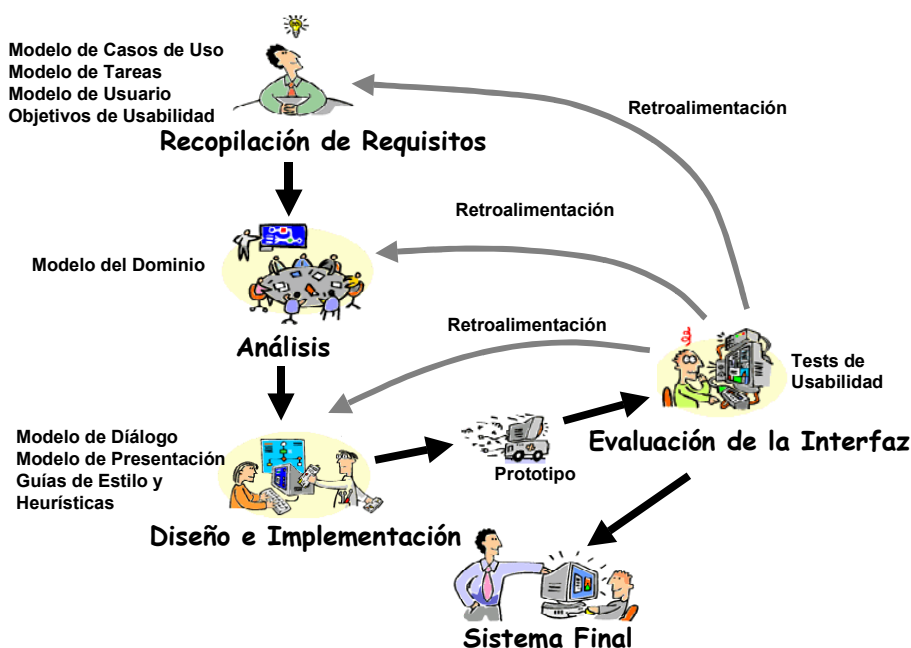 Modelo de Casos de Uso
Modelo de Tareas
Modelo de Usuario
Objetivos de Usabilidad
Recopilación de Requisitos
Retroalimentación
Retroalimentación
Modelo del Dominio
Análisis
Retroalimentación
Tests de
Usabilidad
Evaluación de la Interfaz
Modelo de Díálogo
Modelo de Presentación
Guías de Estilo y
Heurísticas
Prototipo
Diseño e Implementación
Sistema Final